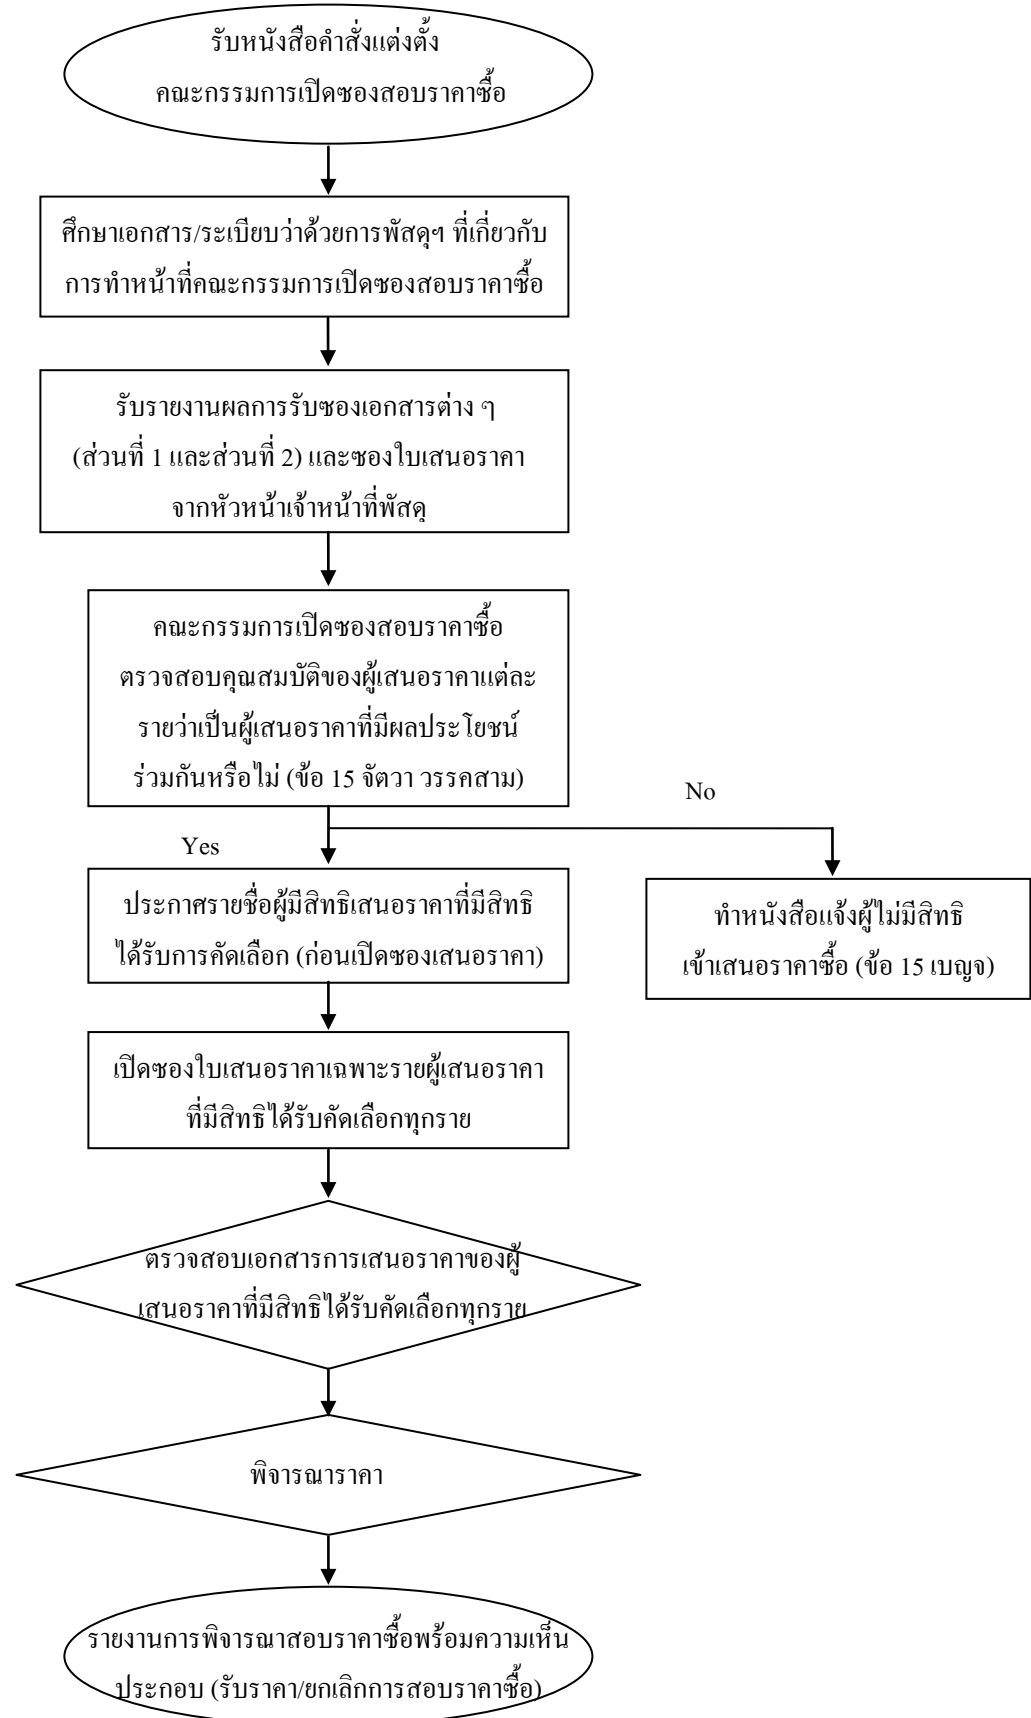 รับหนังสือคำสั่งแต่งตั้ง
คณะกรรมการเปิดซองสอบราคาซื้อ
ศึกษาเอกสาร/ระเบียบว่าด้วยการพัสดุฯ ที่เกี่ยวกับ
การทำหน้าที่คณะกรรมการเปิดซองสอบราคาซื้อ
รับรายงานผลการรับซองเอกสารต่าง ๆ
(ส่วนที่ 1 และส่วนที่ 2) และซองใบเสนอราคา
จากหัวหน้าเจ้าหน้าที่พัสดุ
คณะกรรมการเปิดซองสอบราคาซื้อ
ตรวจสอบคุณสมบัติของผู้เสนอราคาแต่ละ
รายว่าเป็นผู้เสนอราคาที่มีผลประโยชน์
ร่วมกันหรือไม่ (ข้อ 15 จัตวา วรรคสาม)
No
Yes
ประกาศรายชื่อผู้มีสิทธิเสนอราคาที่มีสิทธิ
ได้รับการคัดเลือก (ก่อนเปิดซองเสนอราคา)
ทำหนังสือแจ้งผู้ไม่มีสิทธิ
เข้าเสนอราคาซื้อ (ข้อ 15 เบญจ)
เปิดซองใบเสนอราคาเฉพาะรายผู้เสนอราคา
ที่มีสิทธิได้รับคัดเลือกทุกราย
ตรวจสอบเอกสารการเสนอราคาของผู้
เสนอราคาที่มีสิทธิได้รับคัดเลือกทุกราย
พิจารณาราคา
รายงานการพิจารณาสอบราคาซื้อพร้อมความเห็น
ประกอบ (รับราคา/ยกเลิกการสอบราคาซื้อ)